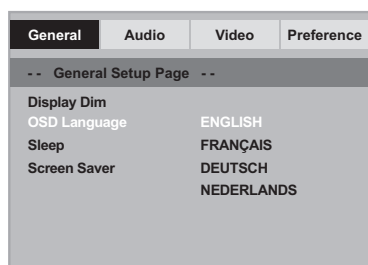 General Audio Video Preference
-- General Setup Page --
Display Dim
OSD Language ENGLISH
Sleep FRANÇAIS
Screen Saver DEUTSCH
NEDERLANDS